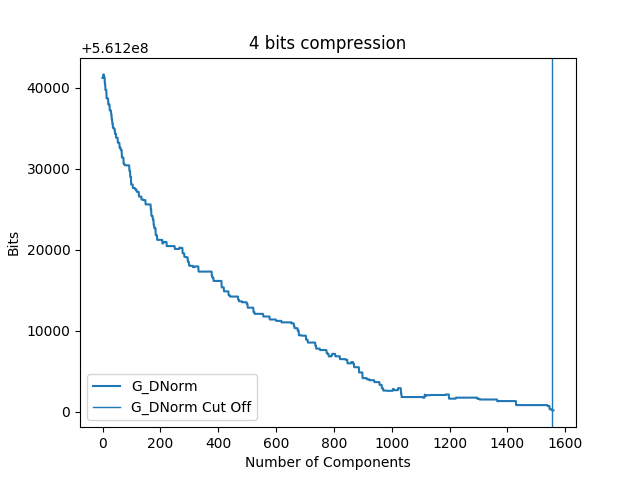 4 bits compression
+5.612e8
40000
30000
20000
10000
0
Bits
G_DNorm
G_DNorm Cut Off
0 200 400 600 800 1000 1200 1400 1600
Number of Components